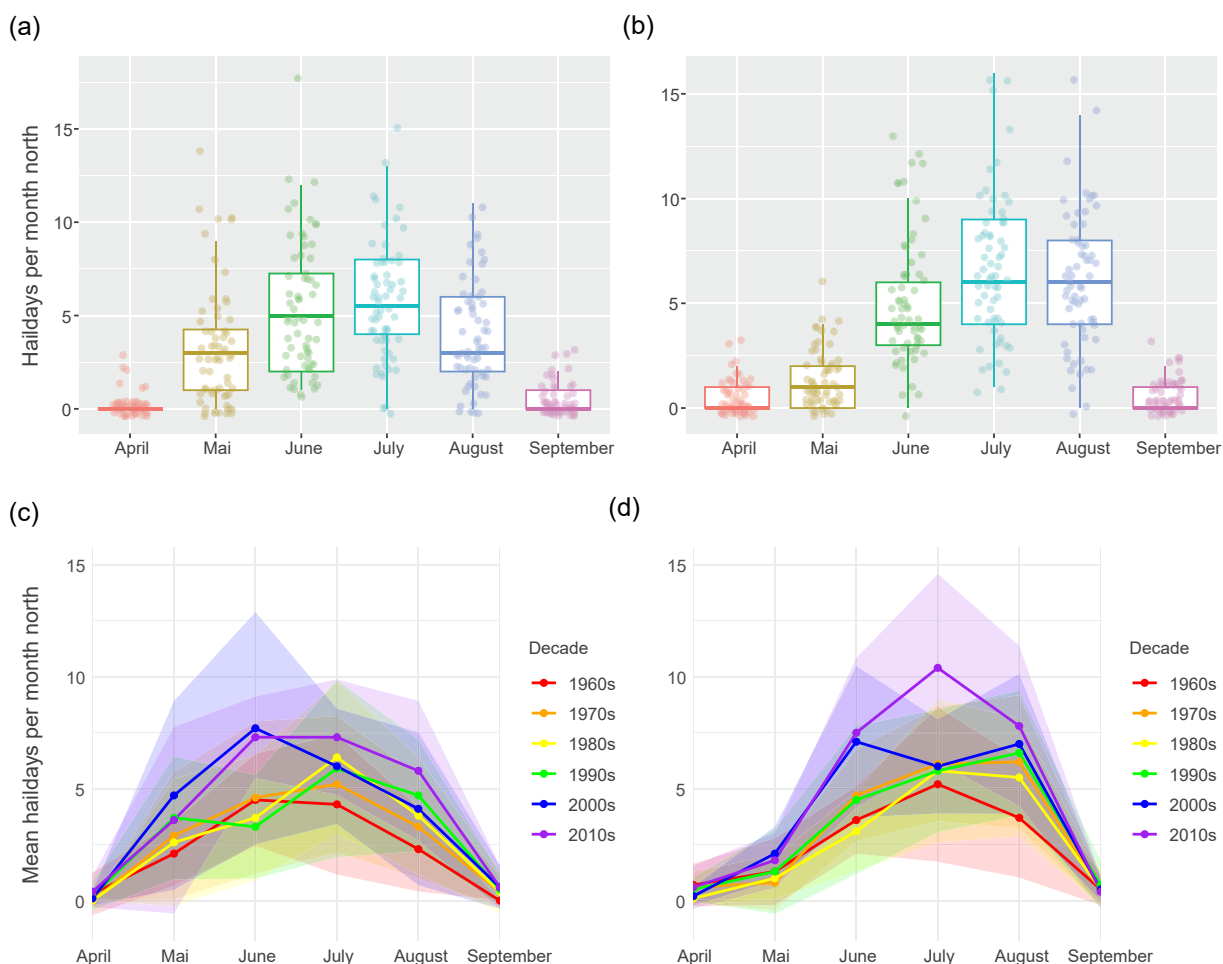 (a)
(b)
Haildays per month north
15
10
5
0
April Mai June July August September
15
10
5
0
April Mai June July August September
(c)
(d)
Mean haildays per month north
15
10
5
0
April Mai June July August September
Decade
1960s
1970s
1980s
1990s
2000s
2010s
15
10
5
0
April Mai June July August September
Decade
1960s
1970s
1980s
1990s
2000s
2010s